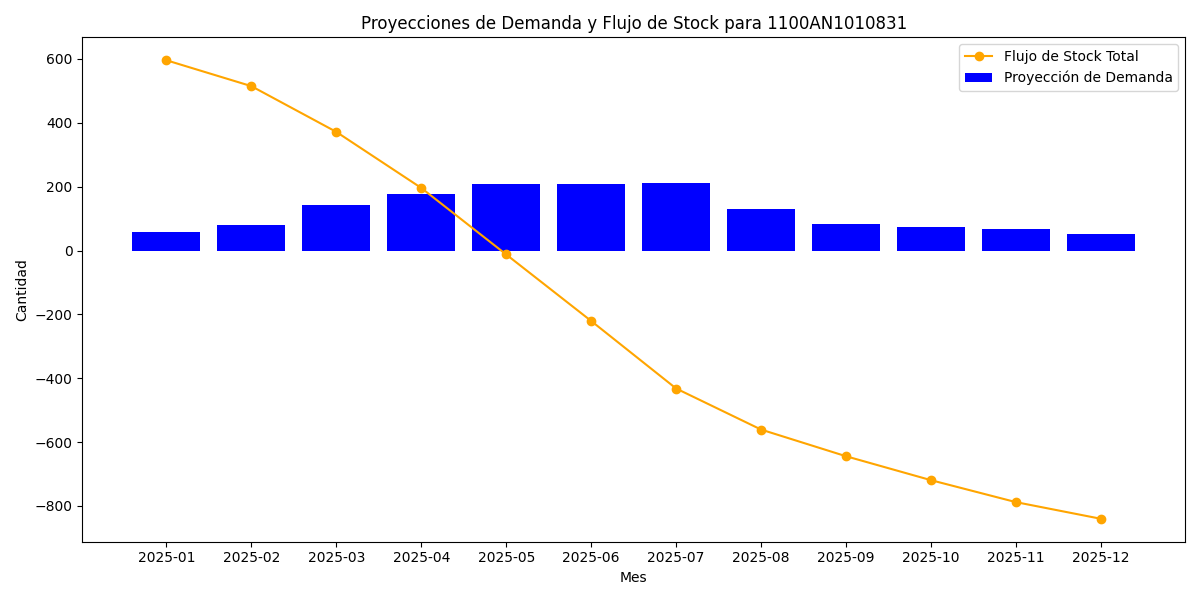 Proyecciones de Demanda y Flujo de Stock para 1100AN1010831
Flujo de Stock Total
Proyección de Demanda
Cantidad
600
400
200
0
−200
−400
−600
−800
2025-01 2025-02 2025-03 2025-04 2025-05 2025-06 2025-07 2025-08 2025-09 2025-10 2025-11 2025-12
Mes